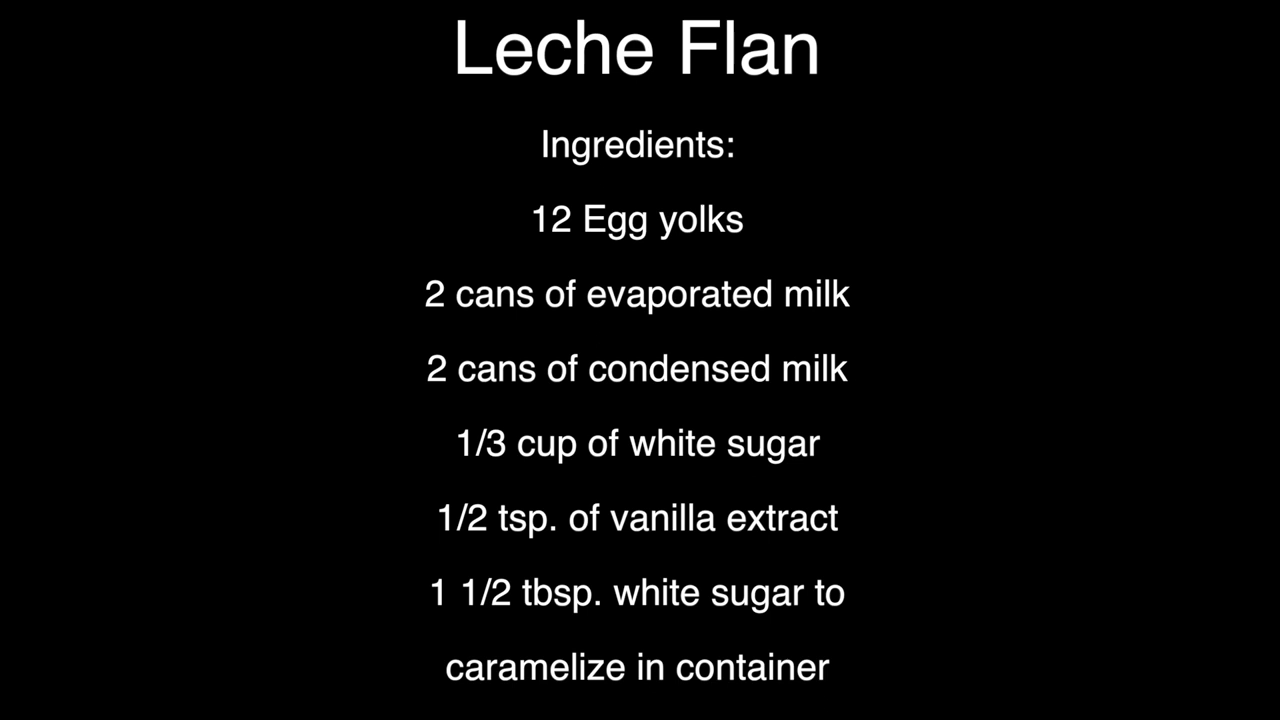 Leche Flan
Ingredients:
12 Egg yolks
2 cans of evaporated milk
2 cans of condensed milk
1/3 cup of white sugar
1/2 tsp. of vanilla extract
1 1/2 tbsp. white sugar to
caramelize in container